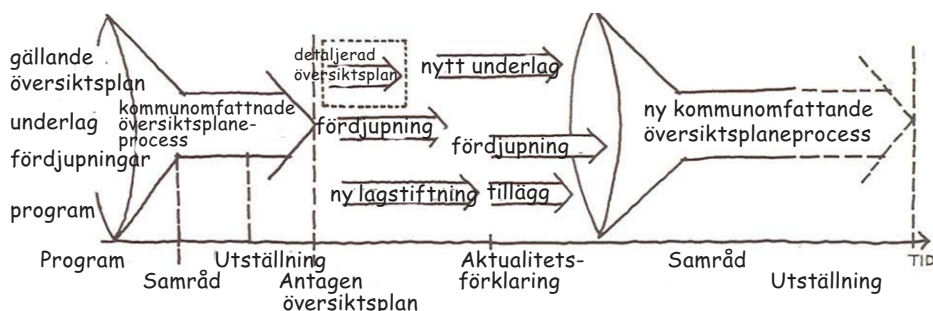 gällande
översiktsplan
underlag
fördjupningar
program
kommunomfattnade
översiktsplane-
process
detaljerad
översiktsplan
nytt underlag
fördjupning
fördjupning
ny lagstiftning
tillägg
ny kommunomfattande
översiktsplaneprocess
Program
Samråd
Utställning
Antagen
översiktsplan
Aktualitets-
förklaring
Samråd
Utställning
TID